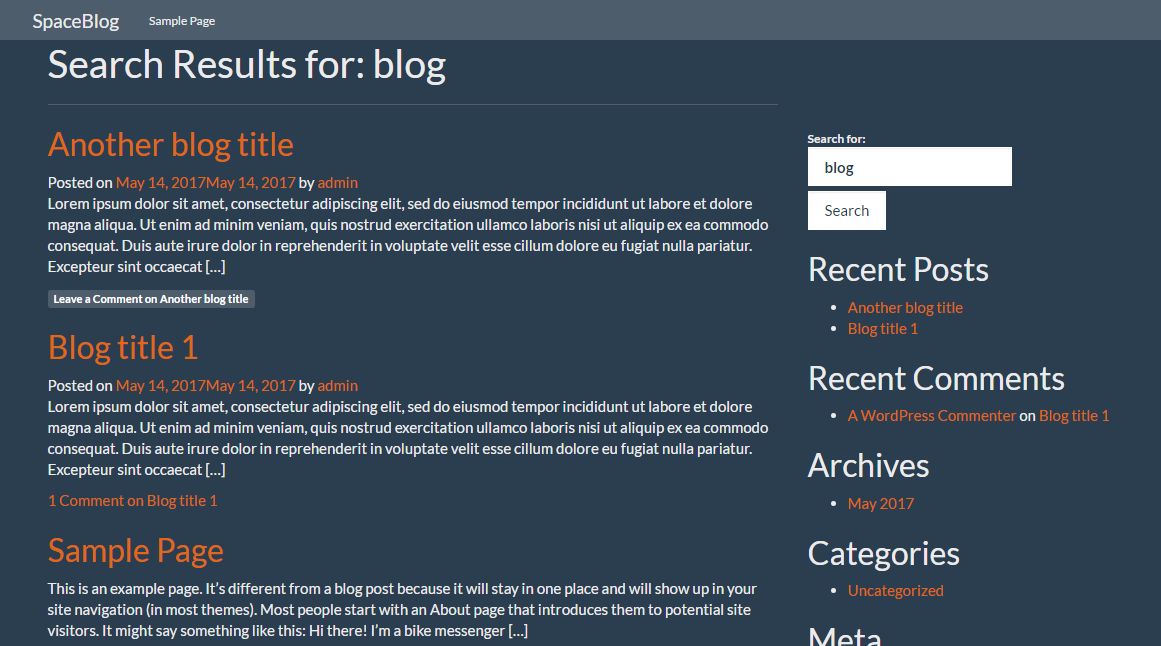 SpaceBlog Sample Page
Search Results for: blog
Another blog title
Posted on May 14, 2017May 14, 2017 by admin
Lorem ipsum dolor sit amet, consectetur adipiscing elit, sed do eiusmod tempor incididunt ut labore et dolore
magna aliqua. Ut enim ad minim veniam, quis nostrud exercitation ullamco laboris nisi ut aliquip ex ea commodo
consequat. Duis aute irure dolor in reprehenderit in voluptate velit esse cillum dolore eu fugiat nulla pariatur.
Excepteur sint occaecat […]
Leave a Comment on Another blog title
Blog title 1
Posted on May 14, 2017May 14, 2017 by admin
Lorem ipsum dolor sit amet, consectetur adipiscing elit, sed do eiusmod tempor incididunt ut labore et dolore
magna aliqua. Ut enim ad minim veniam, quis nostrud exercitation ullamco laboris nisi ut aliquip ex ea commodo
consequat. Duis aute irure dolor in reprehenderit in voluptate velit esse cillum dolore eu fugiat nulla pariatur.
Excepteur sint occaecat […]
1 Comment on Blog title 1
Sample Page
This is an example page. It’s different from a blog post because it will stay in one place and will show up in your
site navigation (in most themes). Most people start with an About page that introduces them to potential site
visitors. It might say something like this: Hi there! I’m a bike messenger […]
Search for:
blog
Search
Recent Posts
Another blog title
Blog title 1
Recent Comments
A WordPress Commenter on Blog title 1
Archives
May 2017
Categories
Uncategorized
Meta